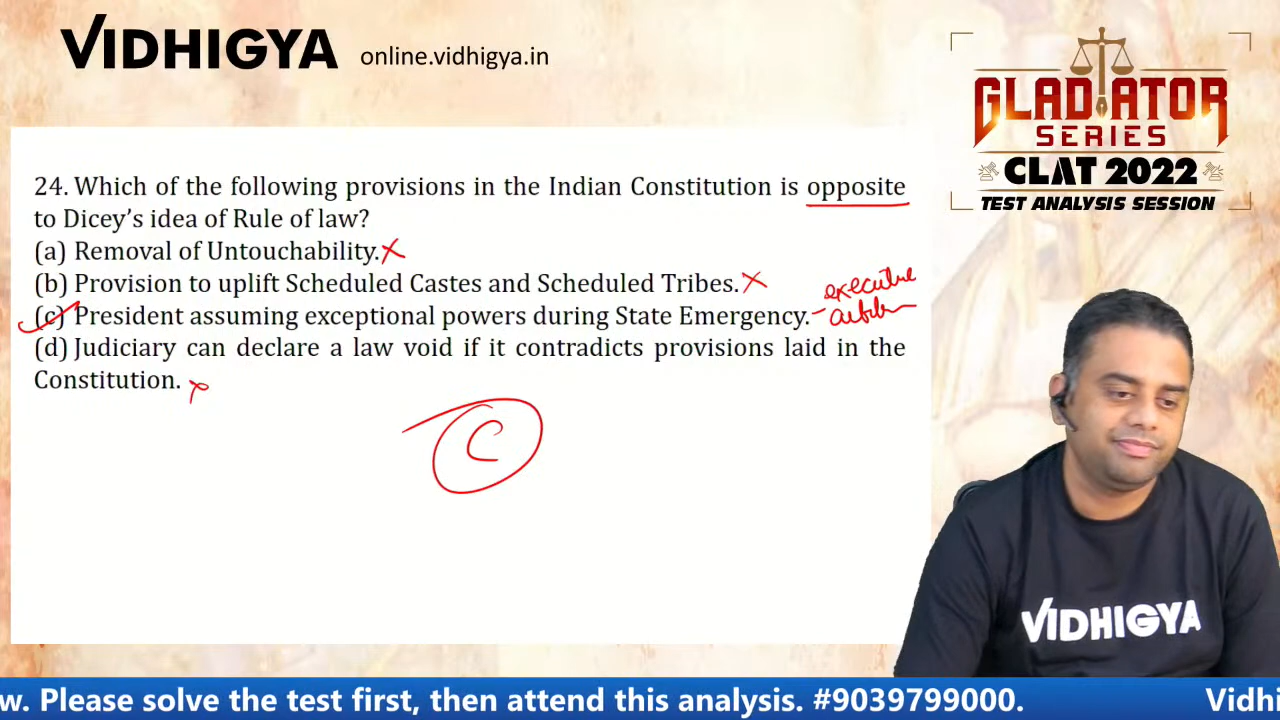 VIDHIGYA online.vidhigya.in
GLADIATOR
SERIES
CLAT 2022
TEST ANALYSIS SESSION
24. Which of the following provisions in the Indian Constitution is opposite
to Dicey's idea of Rule of law?
(a) Removal of Untouchability.
(b) Provision to uplift Scheduled Castes and Scheduled Tribes.
executive
(c) President assuming exceptional powers during State Emergency.
(d) Judiciary can declare a law void if it contradicts provisions laid in the
Constitution.
C
VIDHIGYA
w. Please solve the test first, then attend this analysis. #9039799000. Vidhi